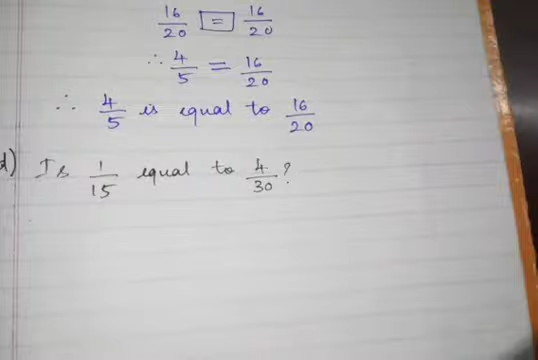 16/20 = 16/20
∴ 4/5 = 16/20
∴ 4/5 is equal to 16/20
d) Is 1/15 equal to 4/30?